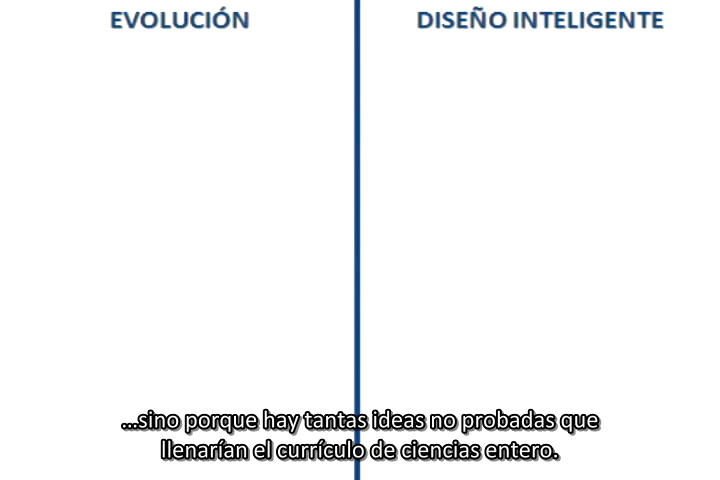 EVOLUCIÓN
DISEÑO INTELIGENTE
...sino porque hay tantas ideas no probadas que
llenarían el currículo de ciencias entero.